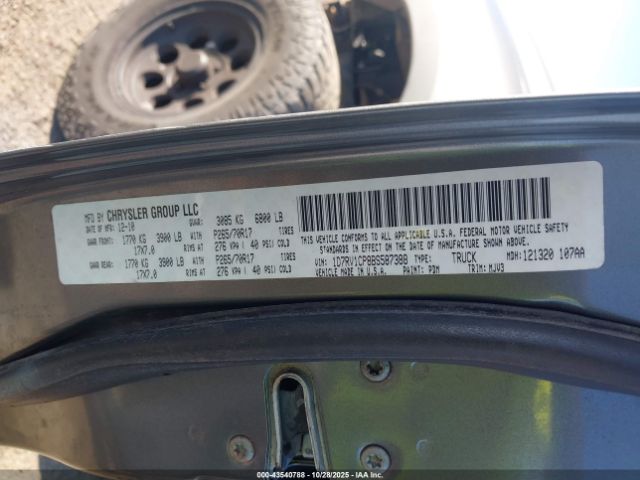 MFD BY CHRYSLER GROUP LLC
DATE OF MFR: 12-10 GVWR: 3085 KG 6800 LB
GAWR FRONT: 1770 KG 3900 LB WITH P265/70R17 TIRES
17X7.0 RIMS AT 276 KPA ( 40 PSI) COLD
GAWR REAR: 1770 KG 3900 LB WITH P265/70R17 TIRES
17X7.0 RIMS AT 276 KPA ( 40 PSI) COLD
THIS VEHICLE CONFORMS TO ALL APPLICABLE U.S.A. FEDERAL MOTOR VEHICLE SAFETY
STANDARDS IN EFFECT ON THE DATE OF MANUFACTURE SHOWN ABOVE.
VIN: TYPE: TRUCK MDH: 121320 107AA
VEHICLE MADE IN U.S.A. PAINT: PDM TRIM: MJV3
000-43540788 10/28/2025 IAA Inc.